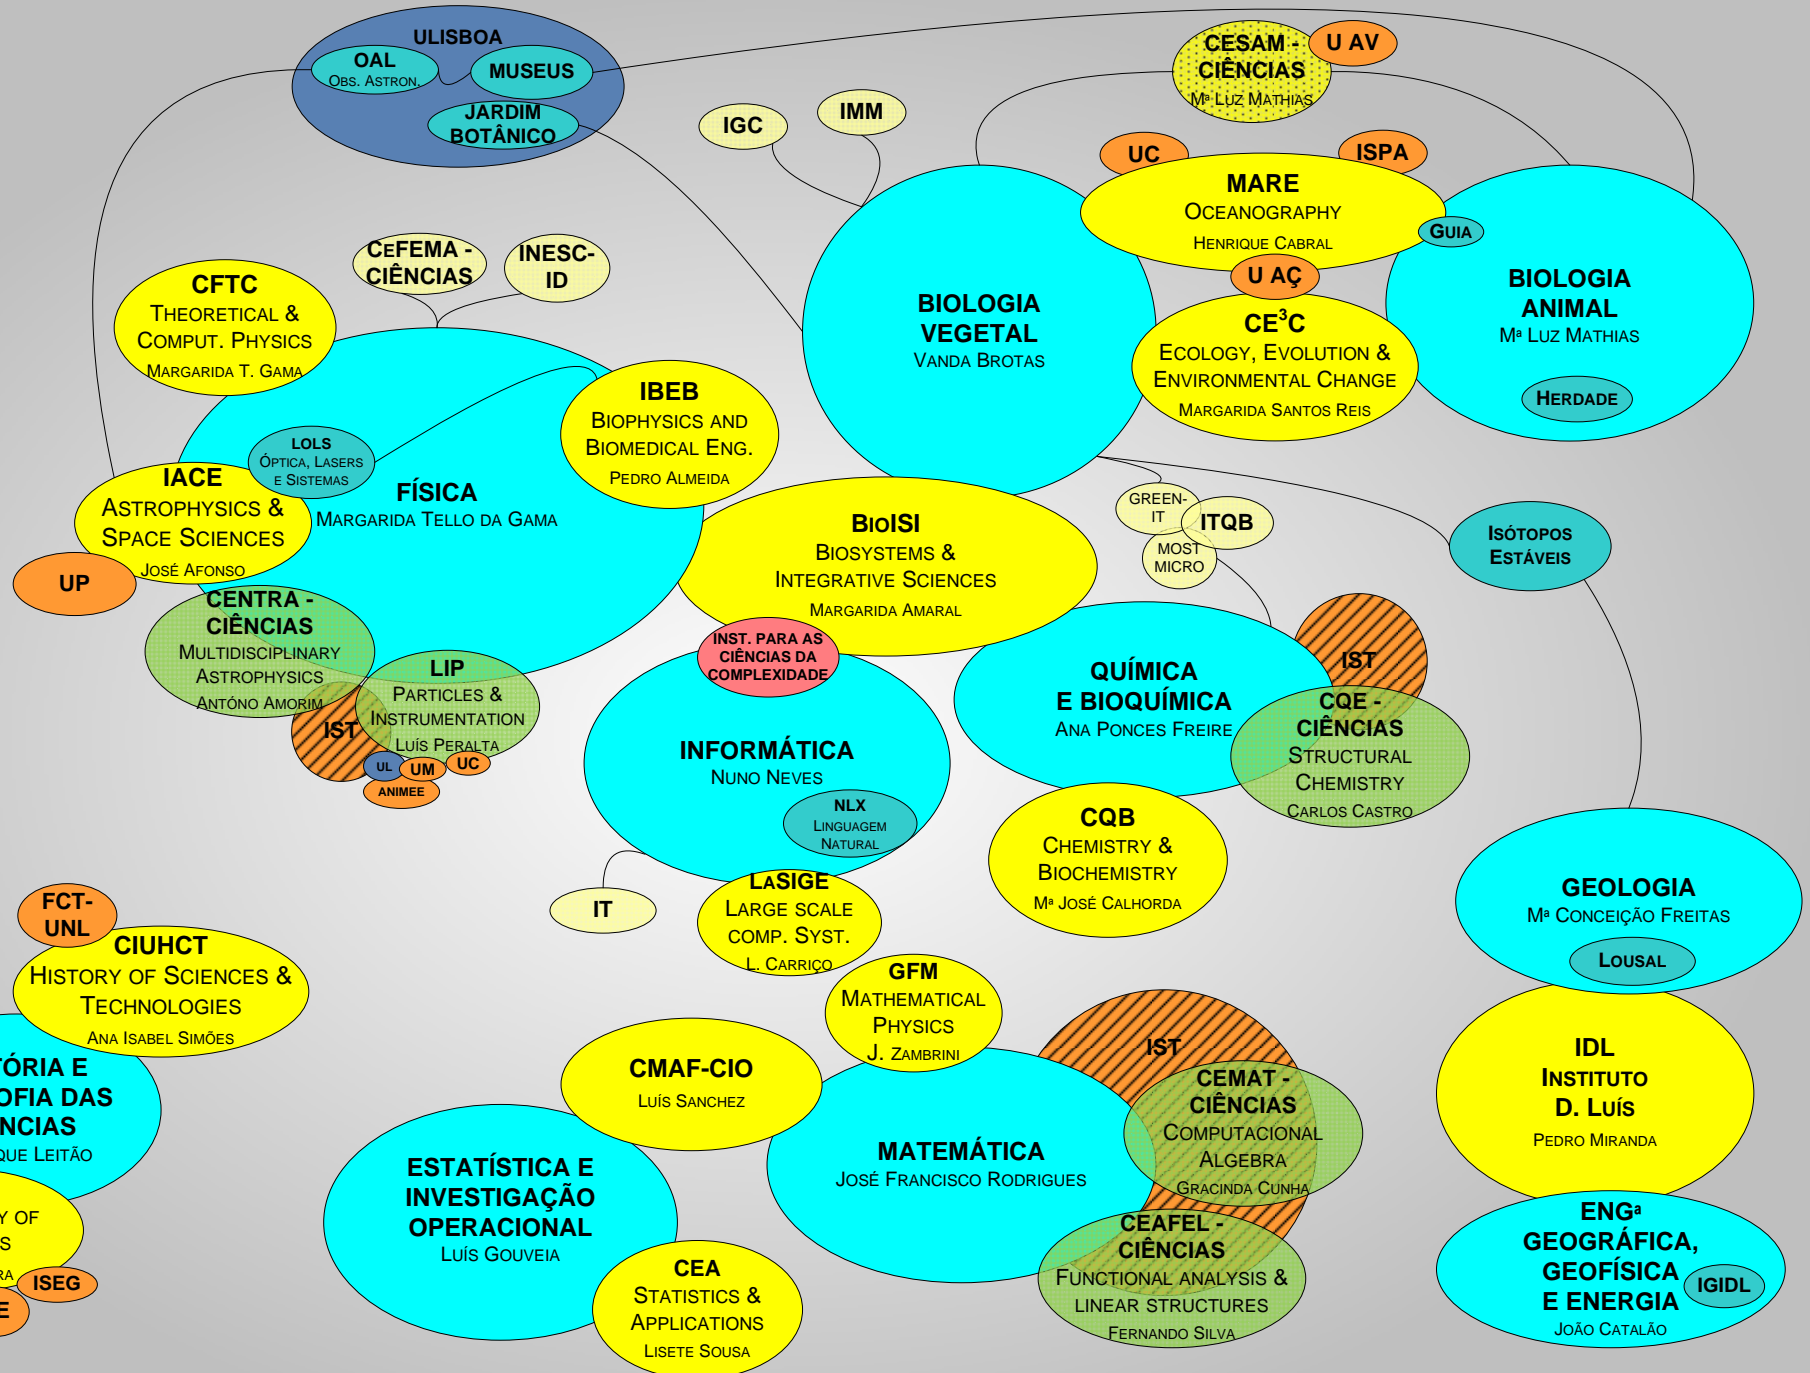 ULISBOA
OAL
OBS. ASTRON.
MUSEUS
JARDIM
BOTÂNICO
IGC
IMM
CESAM -
CIÊNCIAS
Mª LUZ MATHIAS
U AV
UC
ISPA
MARE
OCEANOGRAPHY
HENRIQUE CABRAL
GUIA
U AÇ
CE³C
ECOLOGY, EVOLUTION &
ENVIRONMENTAL CHANGE
MARGARIDA SANTOS REIS
BIOLOGIA
VEGETAL
VANDA BROTAS
BIOLOGIA
ANIMAL
Mª LUZ MATHIAS
HERDADE
CEFEMA -
CIÊNCIAS
INESC-
ID
CFTC
THEORETICAL &
COMPUT. PHYSICS
MARGARIDA T. GAMA
IBEB
BIOPHYSICS AND
BIOMEDICAL ENG.
PEDRO ALMEIDA
LOLS
ÓPTICA, LASERS
E SISTEMAS
FÍSICA
MARGARIDA TELLO DA GAMA
IACE
ASTROPHYSICS &
SPACE SCIENCES
JOSÉ AFONSO
UP
CENTRA -
CIÊNCIAS
MULTIDISCIPLINARY
ASTROPHYSICS
ANTÓNO AMORIM
LIP
PARTICLES &
INSTRUMENTATION
LUÍS PERALTA
IST
UL
UM
UC
ANIMEE
BIOISI
BIOSYSTEMS &
INTEGRATIVE SCIENCES
MARGARIDA AMARAL
GREEN-
IT
ITQB
MOST
MICRO
ISÓTOPOS
ESTÁVEIS
INST. PARA AS
CIÊNCIAS DA
COMPLEXIDADE
INFORMÁTICA
NUNO NEVES
NLX
LINGUAGEM
NATURAL
IT
LASIGE
LARGE SCALE
COMP. SYST.
L. CARRIÇO
QUÍMICA
E BIOQUÍMICA
ANA PONCES FREIRE
IST
CQE -
CIÊNCIAS
STRUCTURAL
CHEMISTRY
CARLOS CASTRO
CQB
CHEMISTRY &
BIOCHEMISTRY
Mª JOSÉ CALHORDA
GEOLOGIA
Mª CONCEIÇÃO FREITAS
LOUSAL
IDL
INSTITUTO
D. LUÍS
PEDRO MIRANDA
ENGª
GEOGRÁFICA,
GEOFÍSICA
E ENERGIA
JOÃO CATALÃO
IGIDL
FCT-
UNL
CIUHCT
HISTORY OF SCIENCES &
TECHNOLOGIES
ANA ISABEL SIMÕES
TÓRIA E
OFIA DAS
NCIAS
QUE LEITÃO
Y OF
S
RA
ISEG
E
GFM
MATHEMATICAL
PHYSICS
J. ZAMBRINI
CMAF-CIO
LUÍS SANCHEZ
ESTATÍSTICA E
INVESTIGAÇÃO
OPERACIONAL
LUÍS GOUVEIA
CEA
STATISTICS &
APPLICATIONS
LISETE SOUSA
MATEMÁTICA
JOSÉ FRANCISCO RODRIGUES
IST
CEMAT -
CIÊNCIAS
COMPUTACIONAL
ALGEBRA
GRACINDA CUNHA
CEAFEL -
CIÊNCIAS
FUNCTIONAL ANALYSIS &
LINEAR STRUCTURES
FERNANDO SILVA